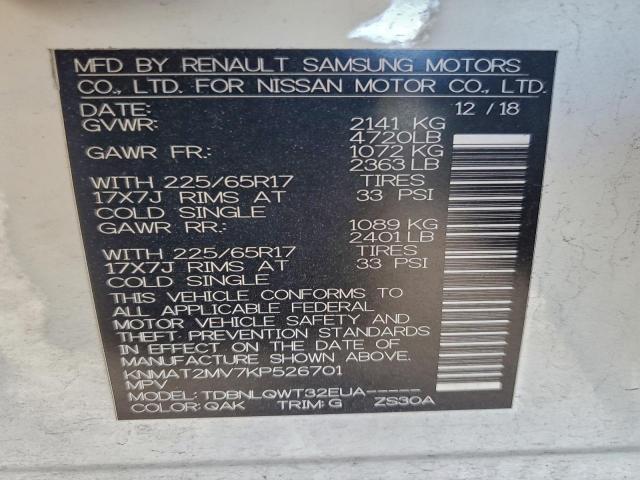 MFD BY RENAULT SAMSUNG MOTORS
CO., LTD. FOR NISSAN MOTOR CO., LTD.
DATE: 12 / 18
GVWR: 2141 KG
4720LB
GAWR FR.: 1072 KG
2363 LB
WITH 225/65R17 TIRES
17X7J RIMS AT 33 PSI
COLD SINGLE
GAWR RR.: 1089 KG
2401 LB
WITH 225/65R17 TIRES
17X7J RIMS AT 33 PSI
COLD SINGLE
THIS VEHICLE CONFORMS TO
ALL APPLICABLE FEDERAL
MOTOR VEHICLE SAFETY AND
THEFT PREVENTION STANDARDS
IN EFFECT ON THE DATE OF
MANUFACTURE SHOWN ABOVE.
KNMAT2MV7KP526701
MPV
MODEL: TDBNLQWT32EUA-----
COLOR: QAK TRIM: G ZS30A